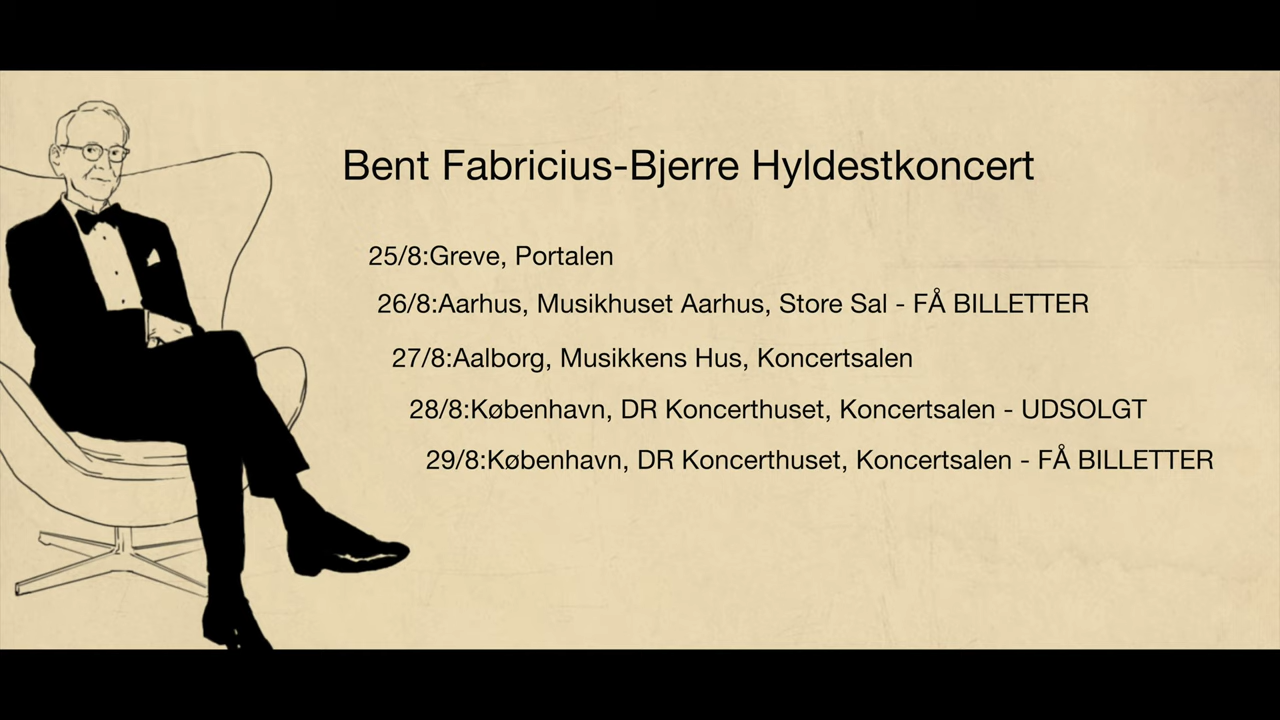 Bent Fabricius-Bjerre Hyldestkoncert
25/8:Greve, Portalen
26/8:Aarhus, Musikhuset Aarhus, Store Sal - FÅ BILLETTER
27/8:Aalborg, Musikkens Hus, Koncertsalen
28/8:København, DR Koncerthuset, Koncertsalen - UDSOLGT
29/8:København, DR Koncerthuset, Koncertsalen - FÅ BILLETTER